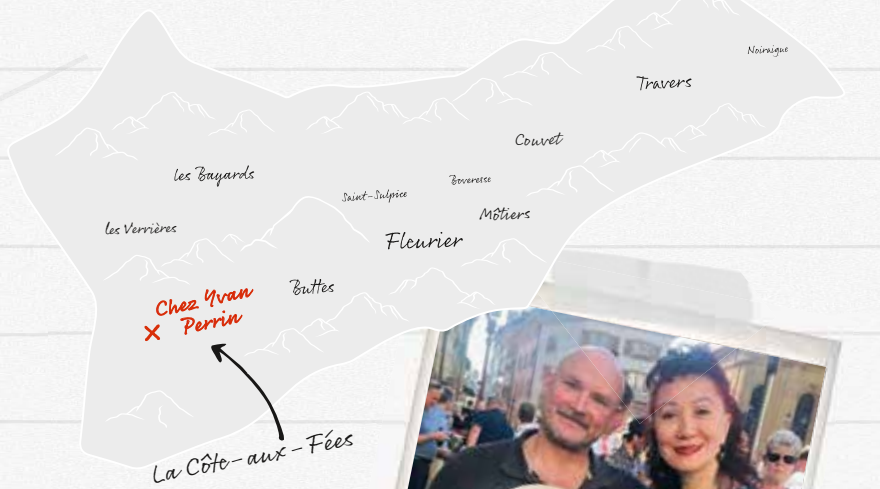 Noiraigue
Travers
Couvet
les Bayards
Boveresse
Saint-Sulpice
Môtiers
les Verrières
Fleurier
Buttes
Chez Yvan
Perrin
La Côte-aux-Fées